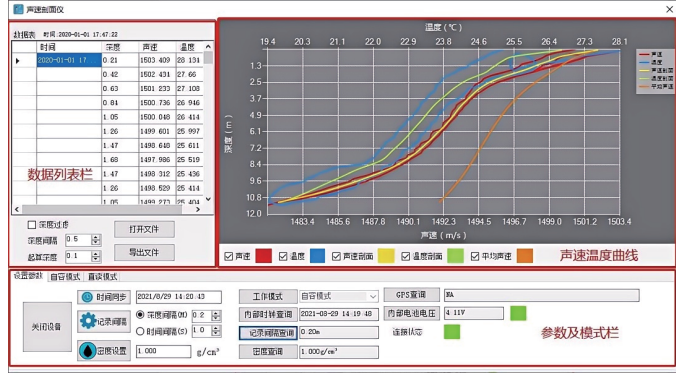 声速剖面仪
数据表 时间:2020-01-01 17:47:22
时间 深度 声速 温度
2020-01-01 17 0.21 1503.409 28.131
0.42 1502.431 27.66
0.63 1501.233 27.108
0.84 1500.736 26.946
1.05 1500.048 26.414
1.26 1499.601 25.997
1.47 1498.648 25.611
1.68 1497.986 25.519
1.47 1498.312 25.436
1.26 1498.529 25.414
1.05 1499.273 25.404
数据列表栏
深度过虑
深度间隔 0.5
起算深度 0.1
打开文件
导出文件
温度 (℃)
19.4 20.3 21.1 22.0 22.9 23.8 24.6 25.5 26.4 27.3 28.1
深度 (m)
1.3
2.5
3.7
4.9
6.1
7.2
8.4
9.6
10.8
12.0
1483.4 1485.6 1487.8 1490.1 1492.3 1494.5 1496.7 1499.0 1501.2 1503.4
声速 (m/s)
声速
温度
声速剖面
温度剖面
平均声速
声速 温度 声速剖面 温度剖面 平均声速
声速温度曲线
设置参数 自容模式 直读模式
关闭设备
时间同步 2021/8/29 14:20:43
记录间隔 深度间隔(M) 0.2
时间间隔(S) 1.0
密度设置 1.000 g/cm³
工作模式 自容模式
内部时钟查询 2021-08-29 14:19:48
记录间隔查询 0.20m
密度查询 1.000g/cm³
GPS查询 NA
内部电池电压 4.11V
连接状态
参数及模式栏